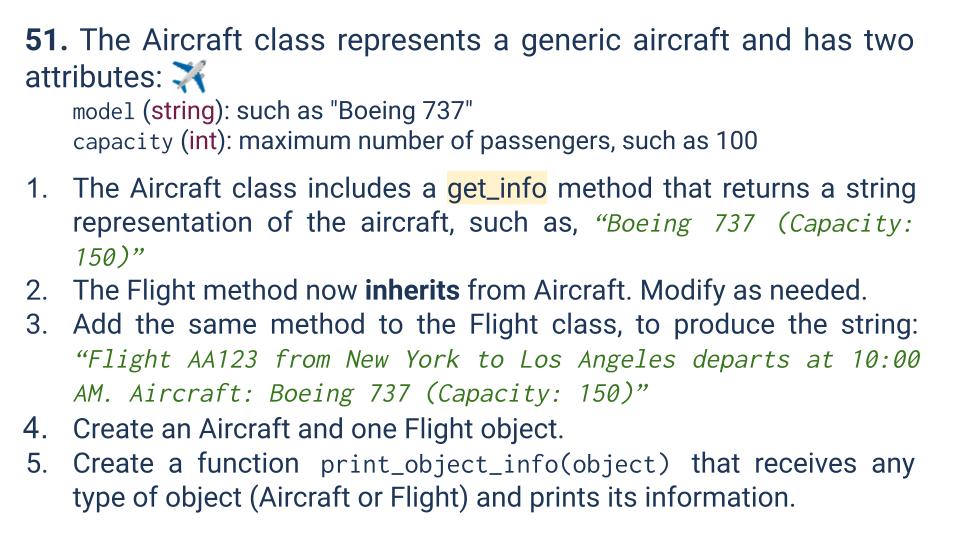 51. The Aircraft class represents a generic aircraft and has two
attributes: ✈️
model (string): such as "Boeing 737"
capacity (int): maximum number of passengers, such as 100
1. The Aircraft class includes a get_info method that returns a string
representation of the aircraft, such as, “Boeing 737 (Capacity:
150)”
2. The Flight method now inherits from Aircraft. Modify as needed.
3. Add the same method to the Flight class, to produce the string:
“Flight AA123 from New York to Los Angeles departs at 10:00
AM. Aircraft: Boeing 737 (Capacity: 150)”
4. Create an Aircraft and one Flight object.
5. Create a function print_object_info(object) that receives any
type of object (Aircraft or Flight) and prints its information.